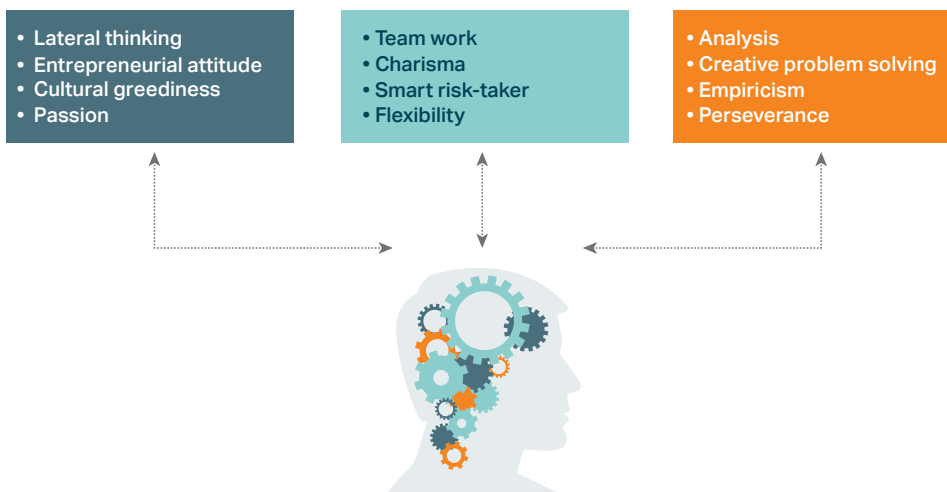 • Lateral thinking
• Entrepreneurial attitude
• Cultural greediness
• Passion
• Team work
• Charisma
• Smart risk-taker
• Flexibility
• Analysis
• Creative problem solving
• Empiricism
• Perseverance